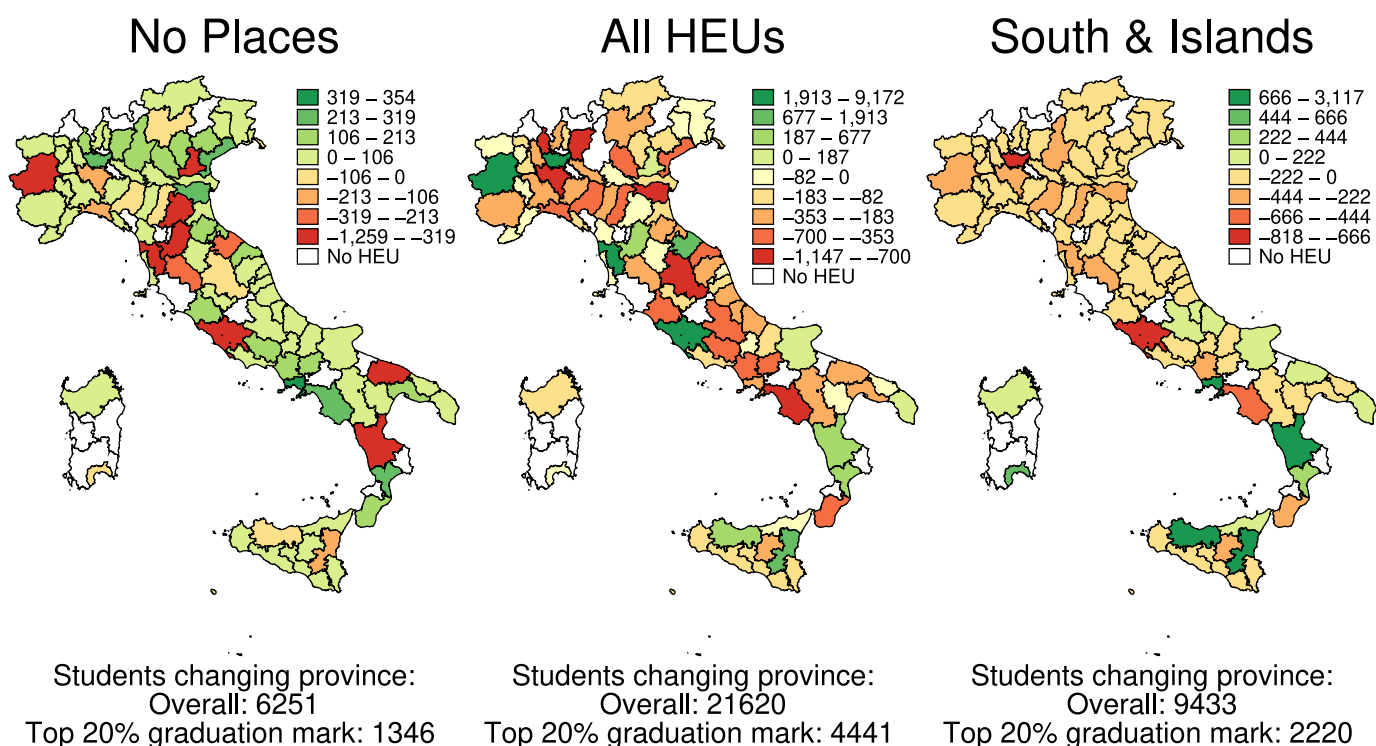 No Places
319 – 354
213 – 319
106 – 213
0 – 106
−106 – 0
−213 – −106
−319 – −213
−1,259 – −319
No HEU
Students changing province:
Overall: 6251
Top 20% graduation mark: 1346
All HEUs
1,913 – 9,172
677 – 1,913
187 – 677
0 – 187
−82 – 0
−183 – −82
−353 – −183
−700 – −353
−1,147 – −700
No HEU
Students changing province:
Overall: 21620
Top 20% graduation mark: 4441
South & Islands
666 – 3,117
444 – 666
222 – 444
0 – 222
−222 – 0
−444 – −222
−666 – −444
−818 – −666
No HEU
Students changing province:
Overall: 9433
Top 20% graduation mark: 2220